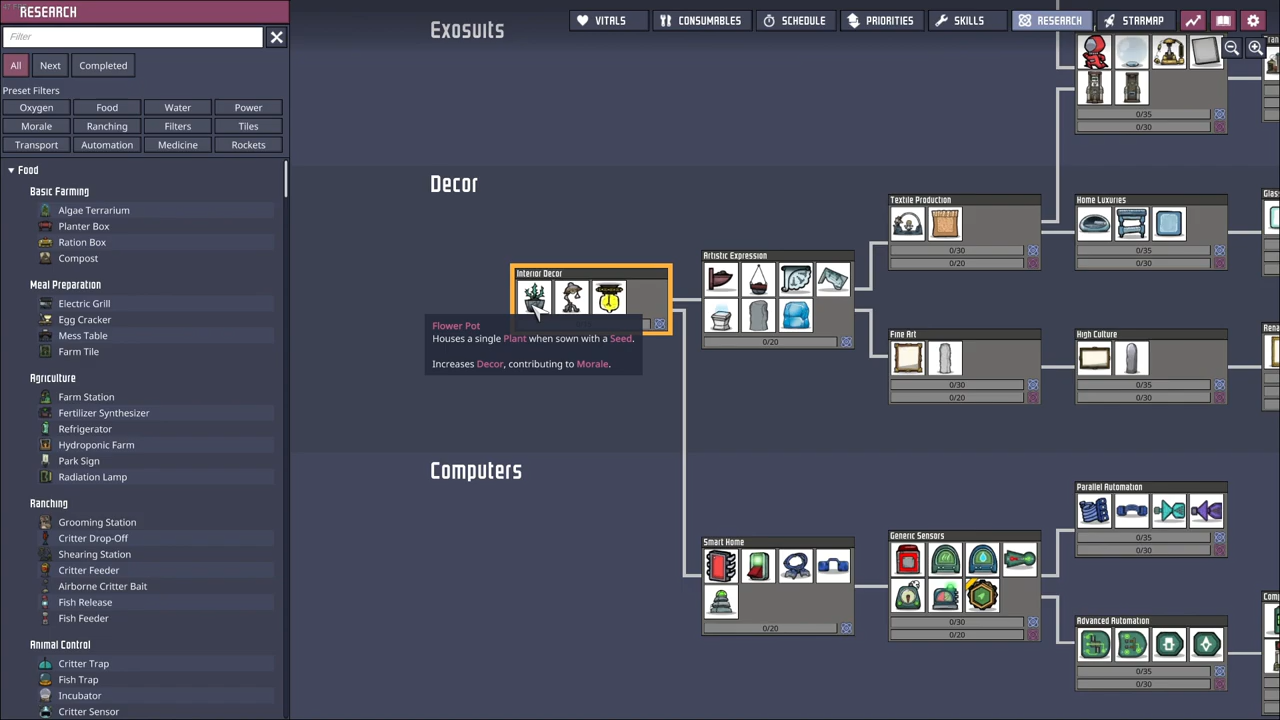 RESEARCH
VITALS
CONSUMABLES
SCHEDULE
PRIORITIES
SKILLS
RESEARCH
STARMAP
Filter
All
Next
Completed
Preset Filters
Oxygen
Food
Water
Power
Morale
Ranching
Filters
Tiles
Transport
Automation
Medicine
Rockets
Food
Basic Farming
Algae Terrarium
Planter Box
Ration Box
Compost
Meal Preparation
Electric Grill
Egg Cracker
Mess Table
Farm Tile
Agriculture
Farm Station
Fertilizer Synthesizer
Refrigerator
Hydroponic Farm
Park Sign
Radiation Lamp
Ranching
Grooming Station
Critter Drop-Off
Shearing Station
Critter Feeder
Airborne Critter Bait
Fish Release
Fish Feeder
Animal Control
Critter Trap
Fish Trap
Incubator
Critter Sensor
Exosuits
0/35
0/30
Decor
Interior Decor
Flower Pot
Houses a single Plant when sown with a Seed.
Increases Decor, contributing to Morale.
Artistic Expression
0/20
Textile Production
0/30
0/20
Home Luxuries
0/35
0/30
Fine Art
0/30
0/20
High Culture
0/35
0/30
Computers
Smart Home
0/20
Generic Sensors
0/30
0/20
Parallel Automation
0/35
0/30
Advanced Automation
0/35
0/30